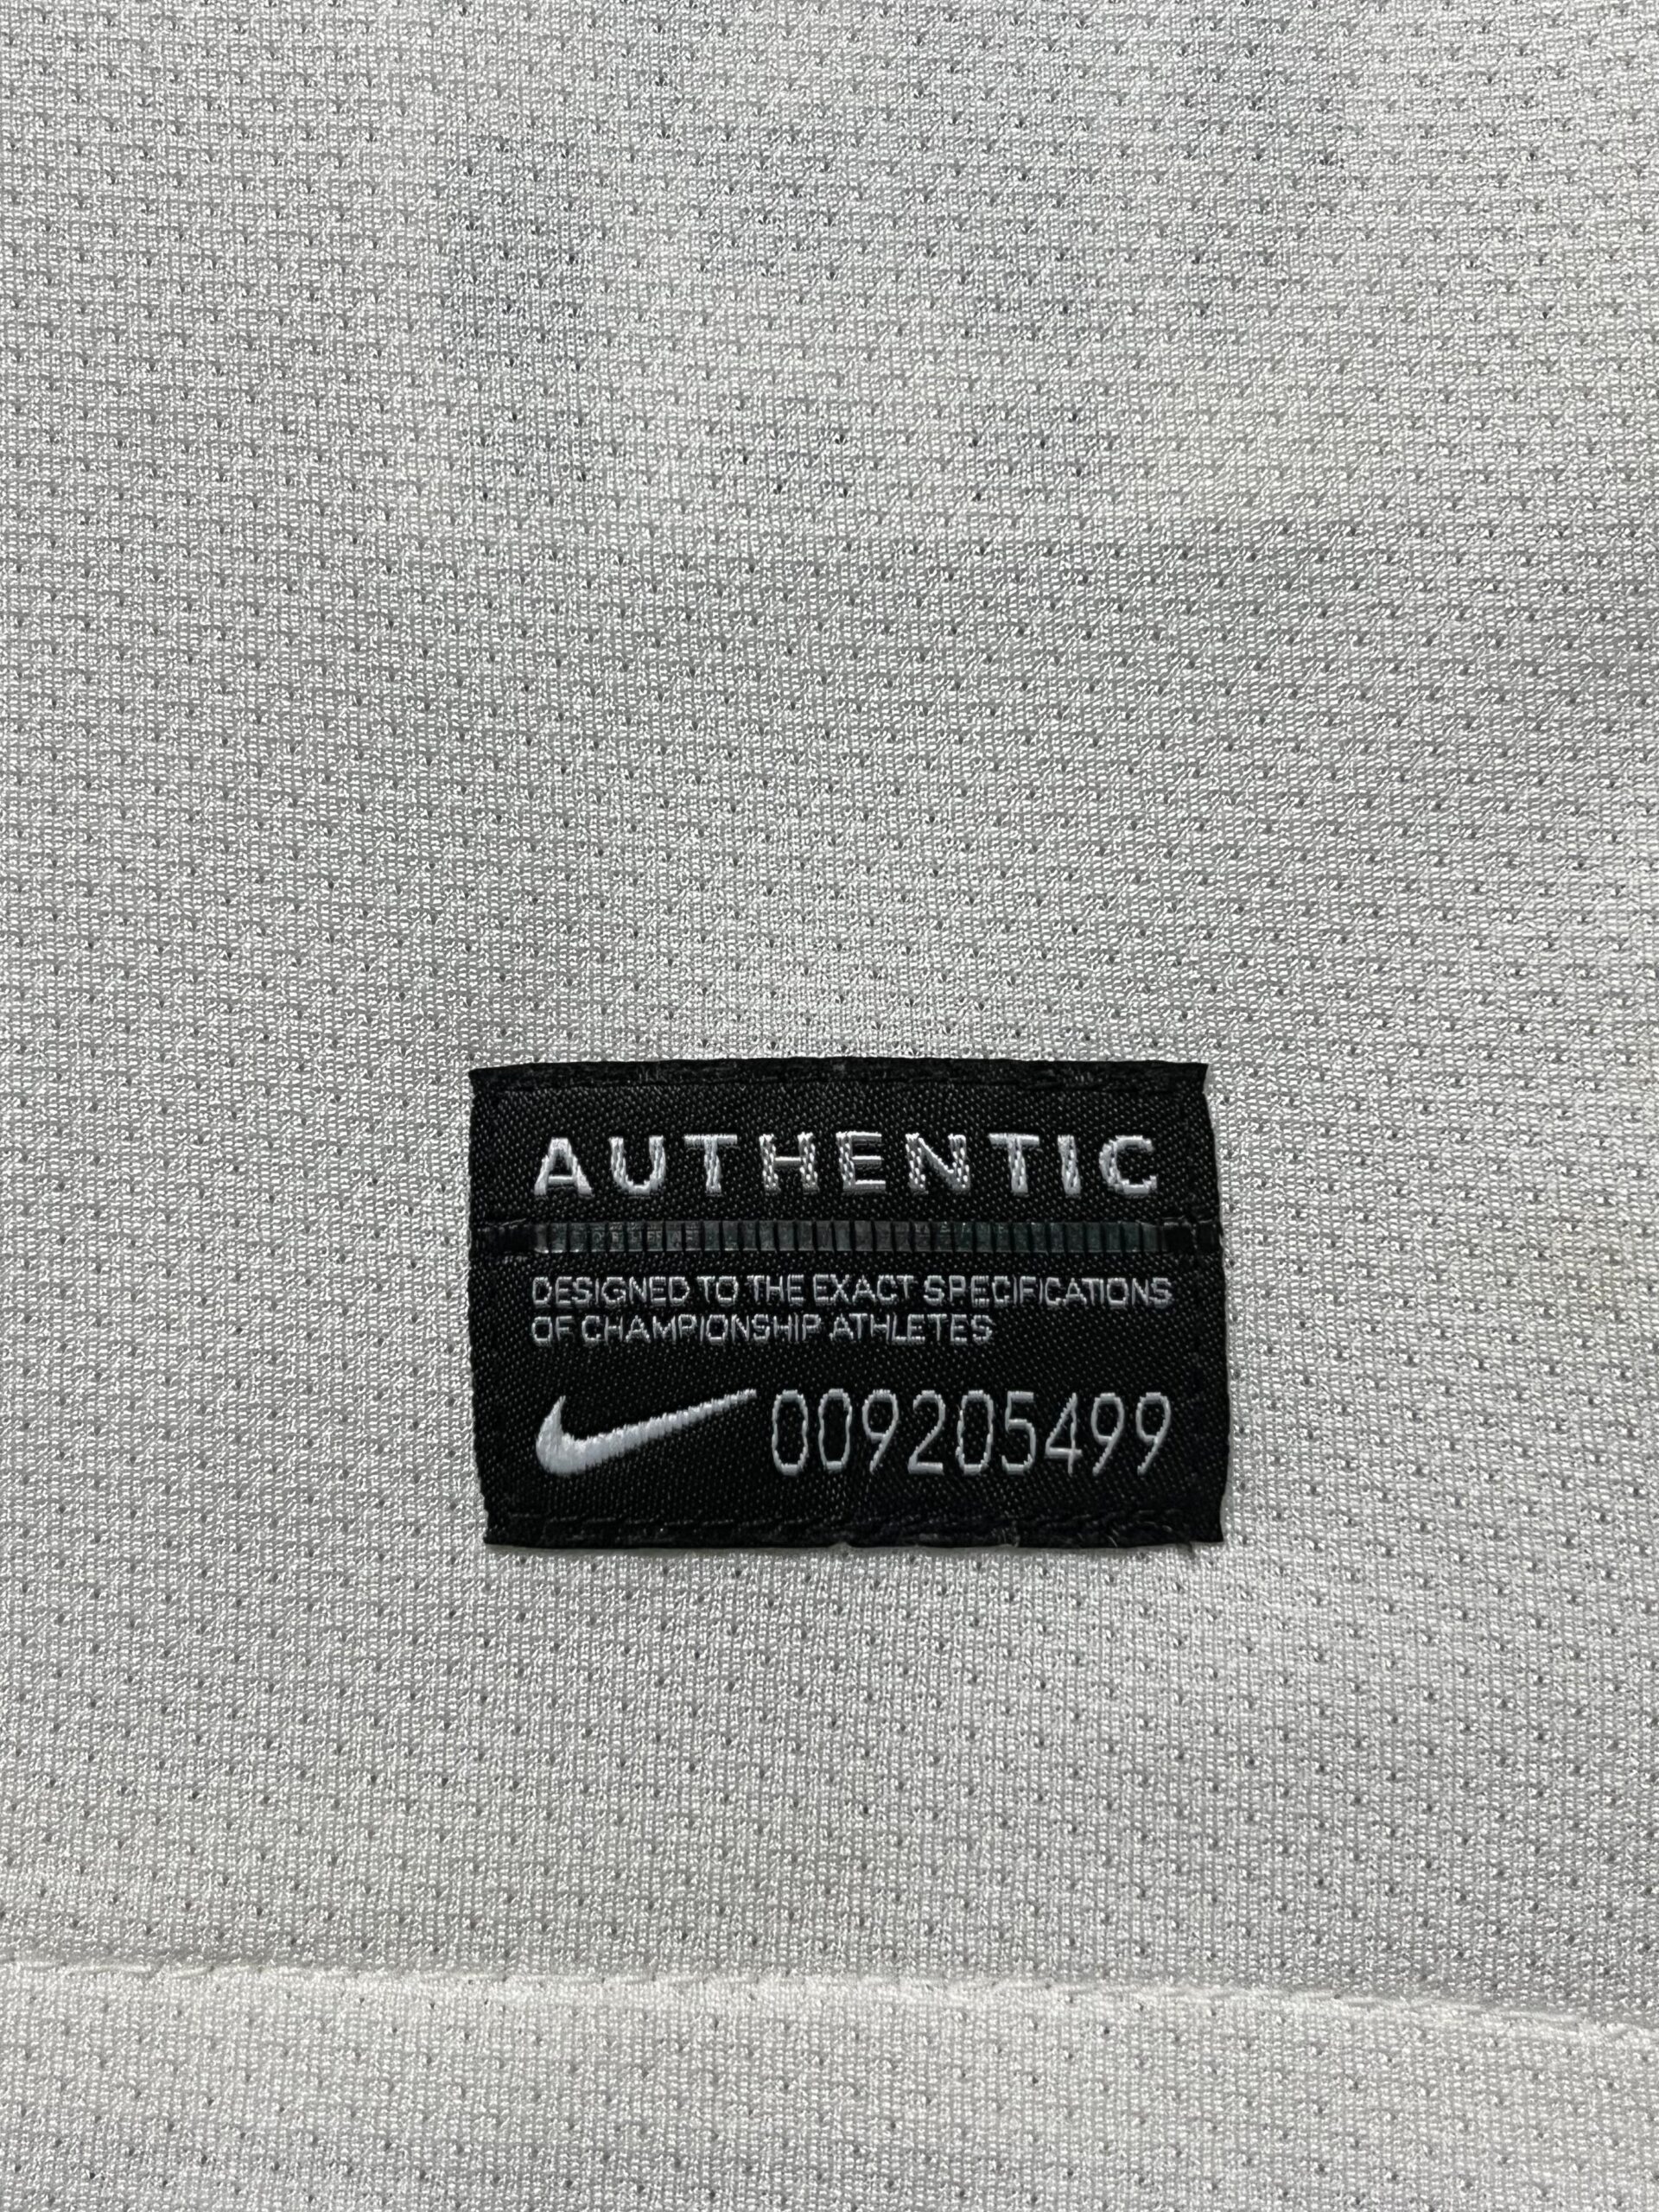 AUTHENTIC
DESIGNED TO THE EXACT SPECIFICATIONS
OF CHAMPIONSHIP ATHLETES
009205499